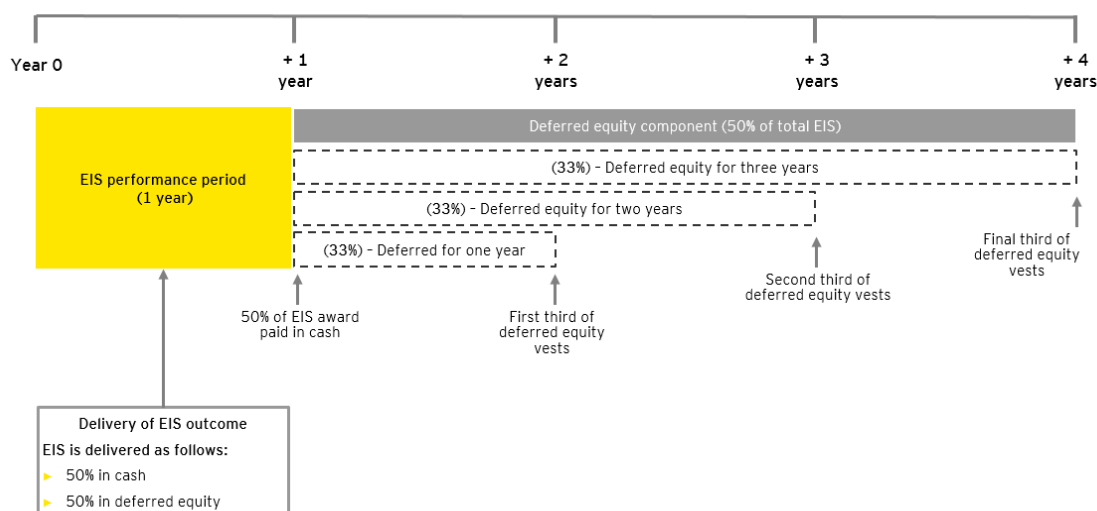 Year 0
+ 1
year
+ 2
years
+ 3
years
+ 4
years
EIS performance period
(1 year)
Deferred equity component (50% of total EIS)
(33%) – Deferred equity for three years
(33%) – Deferred equity for two years
(33%) – Deferred for one year
50% of EIS award
paid in cash
First third of
deferred equity
vests
Second third of
deferred equity vests
Final third of
deferred equity
vests
Delivery of EIS outcome
EIS is delivered as follows:
► 50% in cash
► 50% in deferred equity